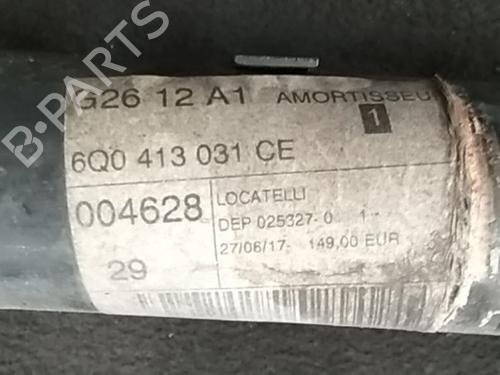 B-PARTS
G26 12 A1 AMORTISSEU
1
6Q0 413 031 CE
004628
LOCATELLI
DEP 025327-0 1
27/06/17 149,00 EUR
29